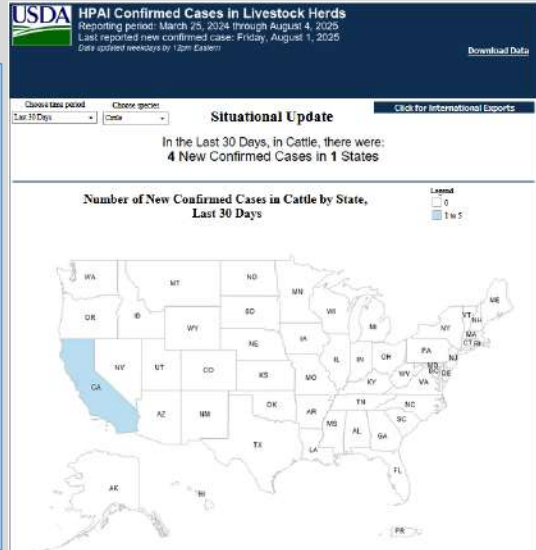 USDA
HPAI Confirmed Cases in Livestock Herds
Reporting period: March 25, 2024 through August 4, 2025
Last reported new confirmed case: Friday, August 1, 2025
Data updated weekdays by 12pm Eastern
Download Data
Choose time period
Choose species
Last 30 Days
Cattle
Situational Update
Click for International Exports
In the Last 30 Days, in Cattle, there were:
4 New Confirmed Cases in 1 States
Number of New Confirmed Cases in Cattle by State,
Last 30 Days
Legend
0
1 to 5
WA
MT
ND
MN
ME
OR
ID
SD
WI
MI
VT
NH
NY
MA
CT
RI
WY
NE
IA
PA
NJ
NV
UT
CO
IL
IN
OH
MD
DE
DC
CA
KS
MO
KY
WV
VA
AZ
NM
OK
AR
TN
NC
SC
TX
LA
MS
AL
GA
FL
AK
HI
PR